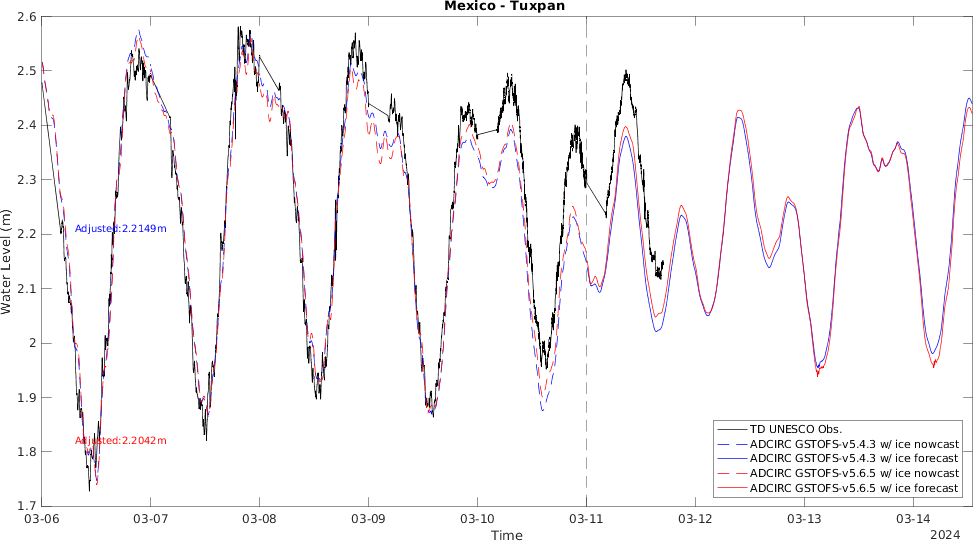 Mexico - Tuxpan
2.6
2.5
2.4
2.3
2.2
2.1
2
1.9
1.8
1.7
Water Level (m)
Adjusted:2.2149m
Adjusted:2.2042m
TD UNESCO Obs.
ADCIRC GSTOFS-v5.4.3 w/ ice nowcast
ADCIRC GSTOFS-v5.4.3 w/ ice forecast
ADCIRC GSTOFS-v5.6.5 w/ ice nowcast
ADCIRC GSTOFS-v5.6.5 w/ ice forecast
03-06 03-07 03-08 03-09 03-10 03-11 03-12 03-13 03-14
Time
2024